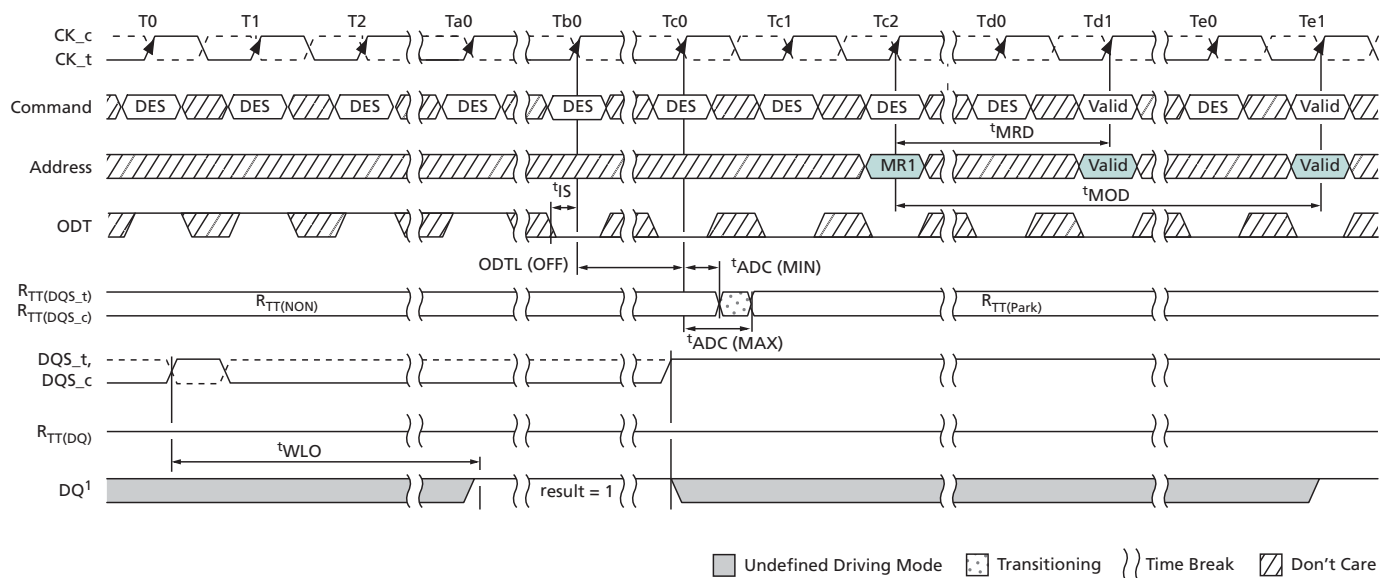 T0 T1 T2 Ta0 Tb0 Tc0 Tc1 Tc2 Td0 Td1 Te0 Te1
CK_c
CK_t
Command DES DES DES DES DES DES DES DES DES Valid DES Valid
tMRD
Address MR1 Valid Valid
tIS
tMOD
ODT
ODTL (OFF) tADC (MIN)
RTT(DQS_t)
RTT(DQS_c)
RTT(NON) RTT(Park)
tADC (MAX)
DQS_t,
DQS_c
RTT(DQ)
tWLO
DQ1 result = 1
Undefined Driving Mode Transitioning Time Break Don't Care